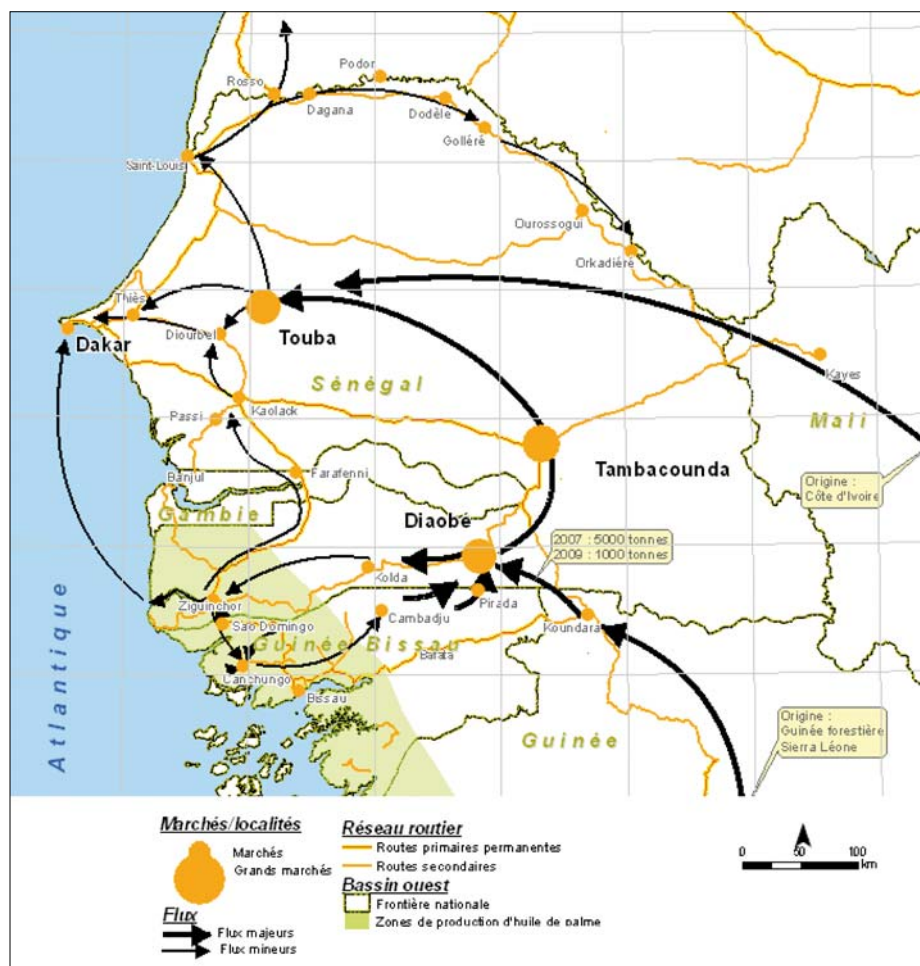 Podor
Rosso
Dagana
Dodèle
Golléré
Saint-Louis
Ourossogui
Orkadiéré
Thiès
Dakar
Diourbel
Touba
Sénégal
Kayes
Mali
Passi
Kaolack
Tambacounda
Origine :
Côte d'Ivoire
Banjul
Farafenni
Gambie
Diaobé
2007 : 5000 tonnes
2009 : 1000 tonnes
Kolda
Ziguinchor
Cambadju
Pirada
Koundara
Sao Domingo
Guinée Bissau
Bafata
Canchungo
Bissau
Atlantique
Guinée
Origine :
Guinée forestière
Sierra Léone
Marchés/localités
Marchés
Grands marchés
Flux
Flux majeurs
Flux mineurs
Réseau routier
Routes primaires permanentes
Routes secondaires
Bassin ouest
Frontière nationale
Zones de production d'huile de palme
0 50 100
km